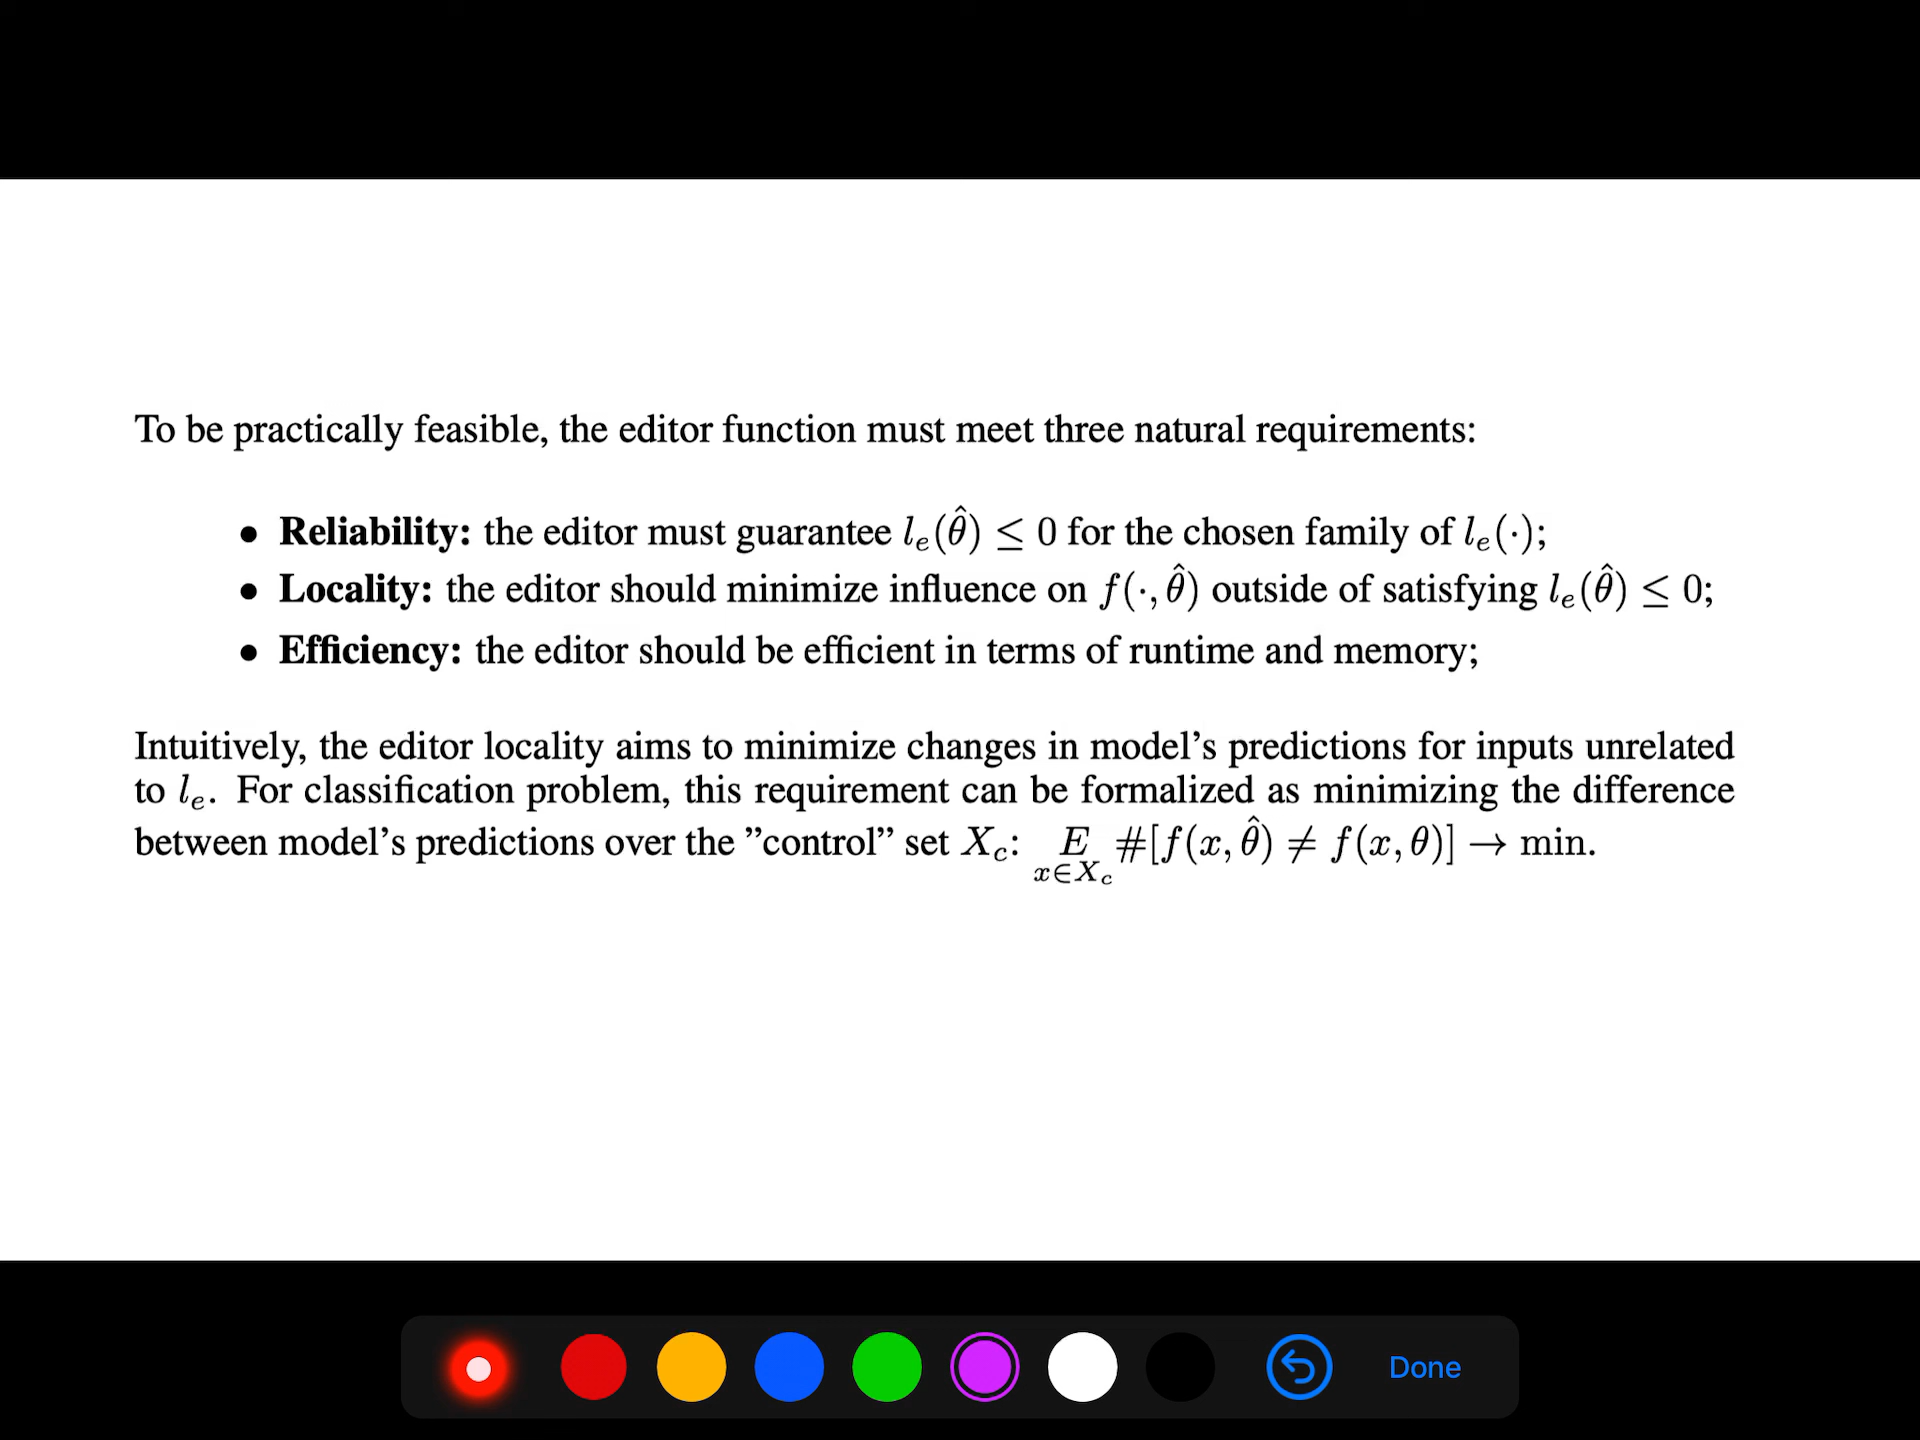 To be practically feasible, the editor function must meet three natural requirements:
• Reliability: the editor must guarantee lₑ(θ̂) ≤ 0 for the chosen family of lₑ(·);
• Locality: the editor should minimize influence on f(·, θ̂) outside of satisfying lₑ(θ̂) ≤ 0;
• Efficiency: the editor should be efficient in terms of runtime and memory;
Intuitively, the editor locality aims to minimize changes in model’s predictions for inputs unrelated
to lₑ. For classification problem, this requirement can be formalized as minimizing the difference
between model’s predictions over the ”control” set X_c: E_{x∈X_c} #[f(x, θ̂) ≠ f(x, θ)] → min.
Done